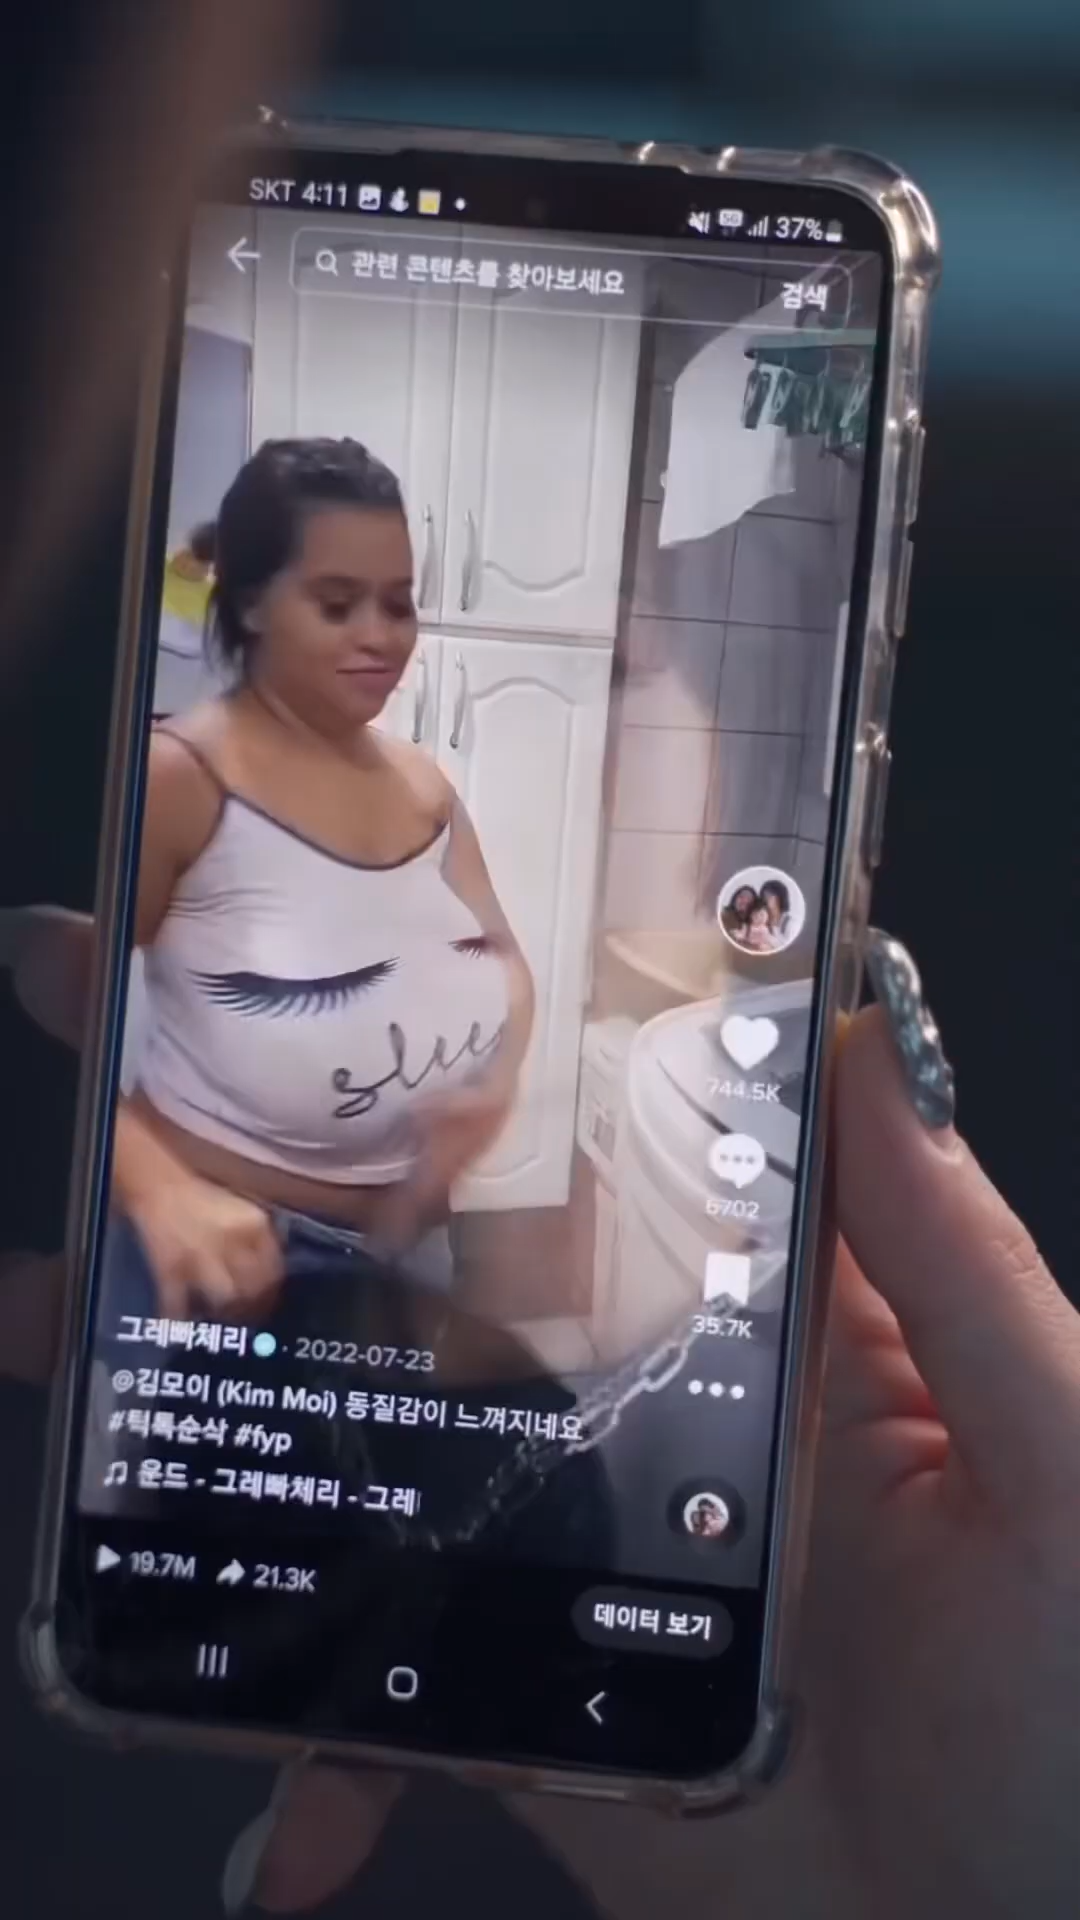 SKT 4:11
5G 37%
관련 콘텐츠를 찾아보세요
검색
slee
744.5K
6702
35.7K
그레빠체리 · 2022-07-23
@김모이 (Kim Moi) 동질감이 느껴지네요
#틱톡순삭 #fyp
운드 - 그레빠체리 - 그레
19.7M 21.3K
데이터 보기